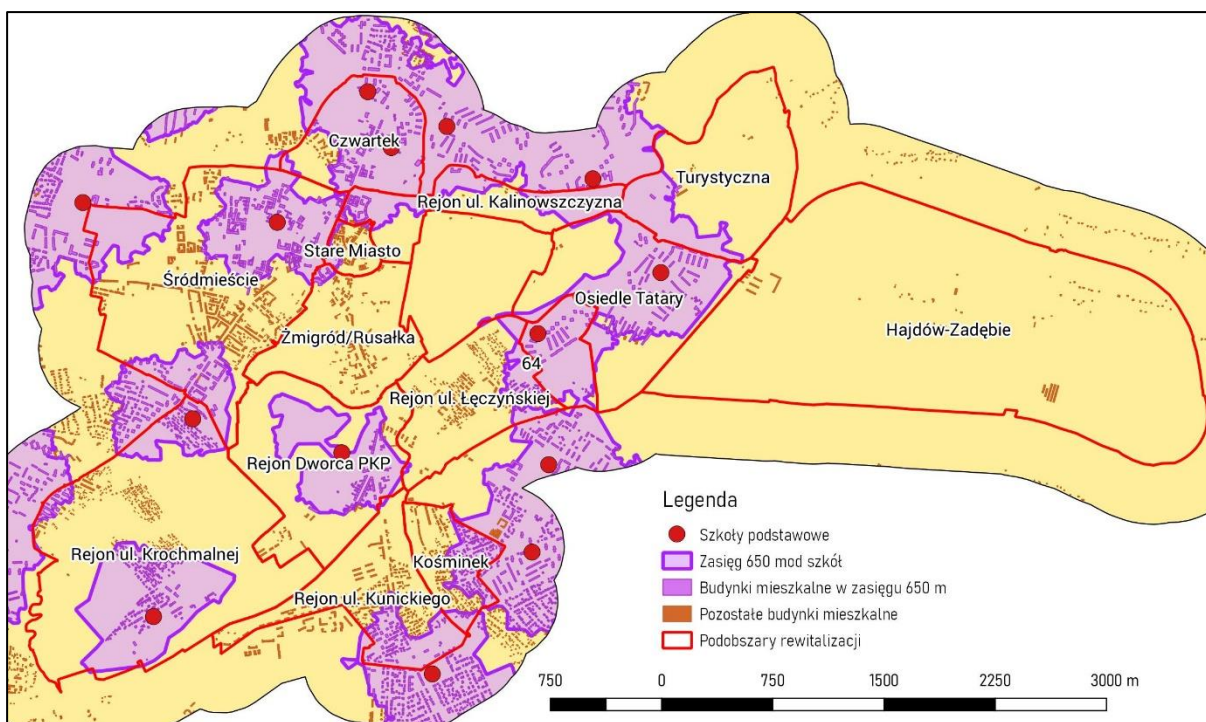 Czwartek
Turystyczna
Rejon ul. Kalinowszczyzna
Stare Miasto
Śródmieście
Osiedle Tatary
Żmigród/Rusałka
Hajdów-Zadębie
64
Rejon ul. Łęczyńskiej
Rejon Dworca PKP
Rejon ul. Krochmalnej
Kośminek
Rejon ul. Kunickiego
Legenda
Szkoły podstawowe
Zasięg 650 mod szkół
Budynki mieszkalne w zasięgu 650 m
Pozostałe budynki mieszkalne
Podobszary rewitalizacji
750 0 750 1500 2250 3000 m